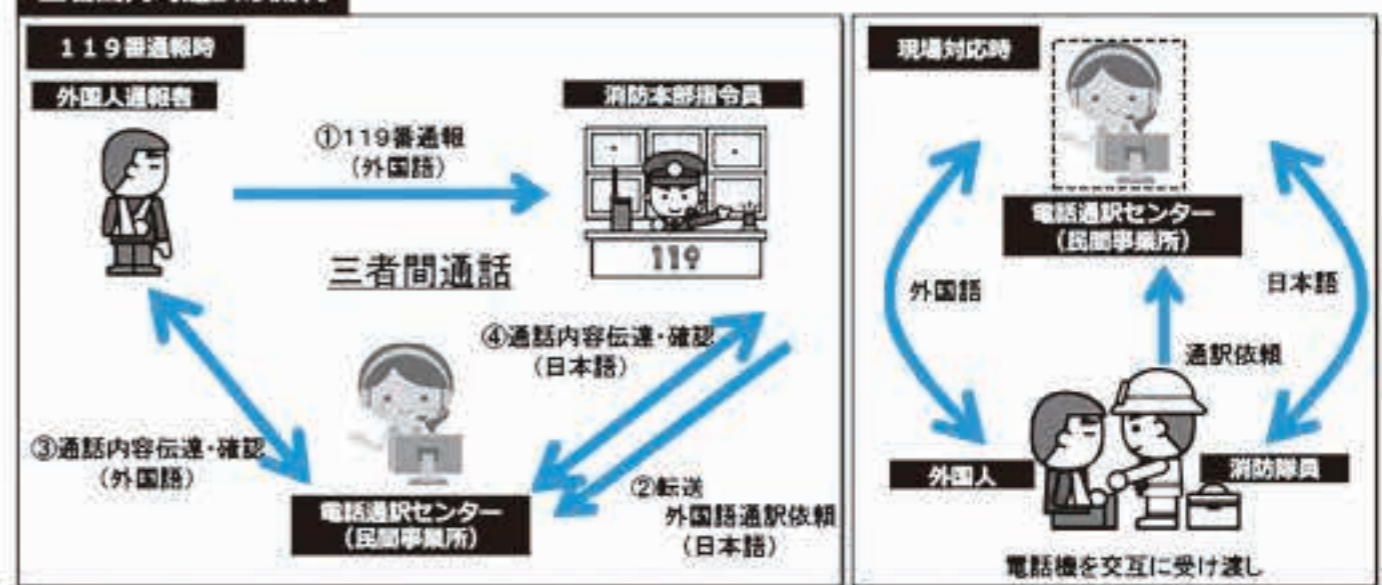 119番通報時
外国人通報者
消防本部指令員
①119番通報
(外国語)
119
三者間通話
④通話内容伝達・確認
(日本語)
③通話内容伝達・確認
(外国語)
②転送
外国語通訳依頼
(日本語)
電話通訳センター
(民間事業所)
現場対応時
電話通訳センター
(民間事業所)
外国語
日本語
通訳依頼
外国人
消防隊員
電話機を交互に受け渡し